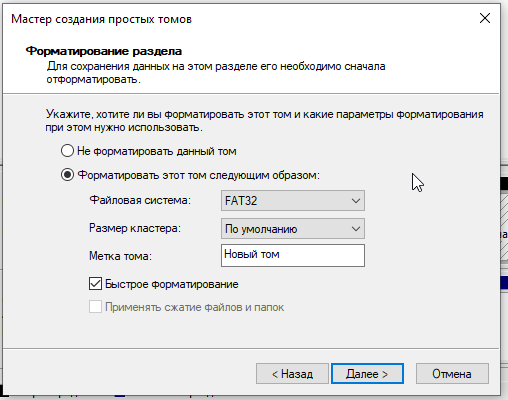 Мастер создания простых томов
Форматирование раздела
Для сохранения данных на этом разделе его необходимо сначала
отформатировать.
Укажите, хотите ли вы форматировать этот том и какие параметры форматирования
при этом нужно использовать.
Не форматировать данный том
Форматировать этот том следующим образом:
Файловая система: FAT32
Размер кластера: По умолчанию
Метка тома: Новый том
Быстрое форматирование
Применять сжатие файлов и папок
< Назад Далее > Отмена